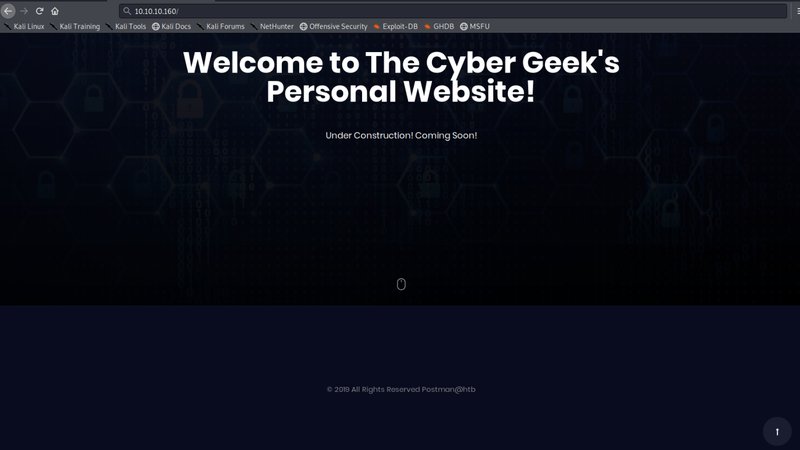 10.10.10.160/
Kali Linux Kali Training Kali Tools Kali Docs Kali Forums NetHunter Offensive Security Exploit-DB GHDB MSFU
Welcome to The Cyber Geek's
Personal Website!
Under Construction! Coming Soon!
© 2019 All Rights Reserved Postman@htb